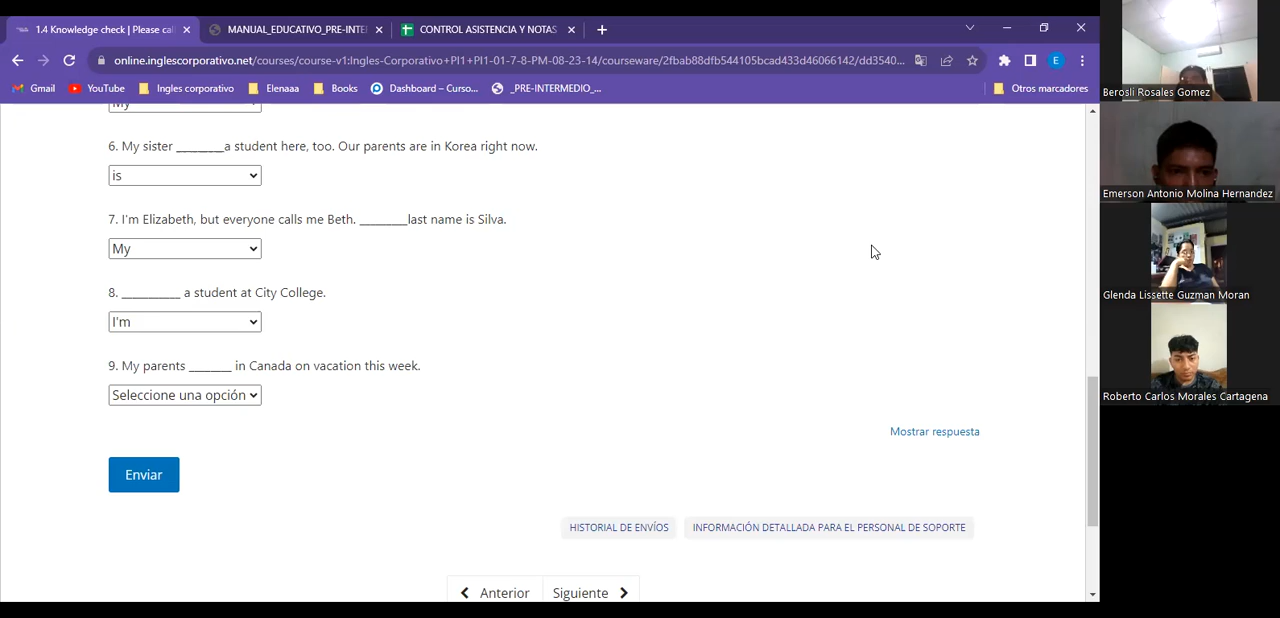 1.4 Knowledge check | Please cal
MANUAL_EDUCATIVO_PRE-INTE
CONTROL ASISTENCIA Y NOTAS
online.inglescorporativo.net/courses/course-v1:Ingles-Corporativo+PI1+PI1-01-7-8-PM-08-23-14/courseware/2fbab88dfb544105bcad433d46066142/dd3540...
E
Gmail
YouTube
Ingles corporativo
Elenaaa
Books
Dashboard – Curso...
_PRE-INTERMEDIO_...
Otros marcadores
My
6. My sister ________a student here, too. Our parents are in Korea right now.
is
7. I'm Elizabeth, but everyone calls me Beth. ________last name is Silva.
My
8. __________ a student at City College.
I'm
9. My parents _______ in Canada on vacation this week.
Seleccione una opción
Mostrar respuesta
Enviar
HISTORIAL DE ENVÍOS
INFORMACIÓN DETALLADA PARA EL PERSONAL DE SOPORTE
Anterior
Siguiente
Berosli Rosales Gomez
Emerson Antonio Molina Hernandez
Glenda Lissette Guzman Moran
Roberto Carlos Morales Cartagena